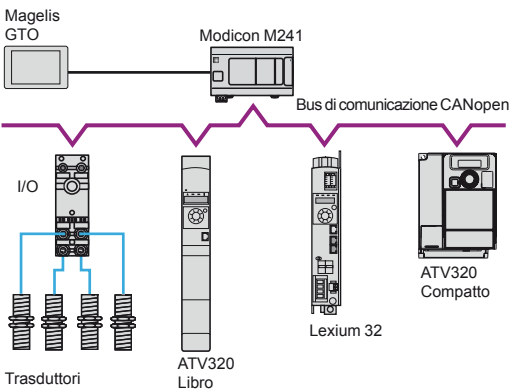 Magelis
GTO
Modicon M241
Bus di comunicazione CANopen
I/O
ATV320
Compatto
Lexium 32
ATV320
Libro
Trasduttori